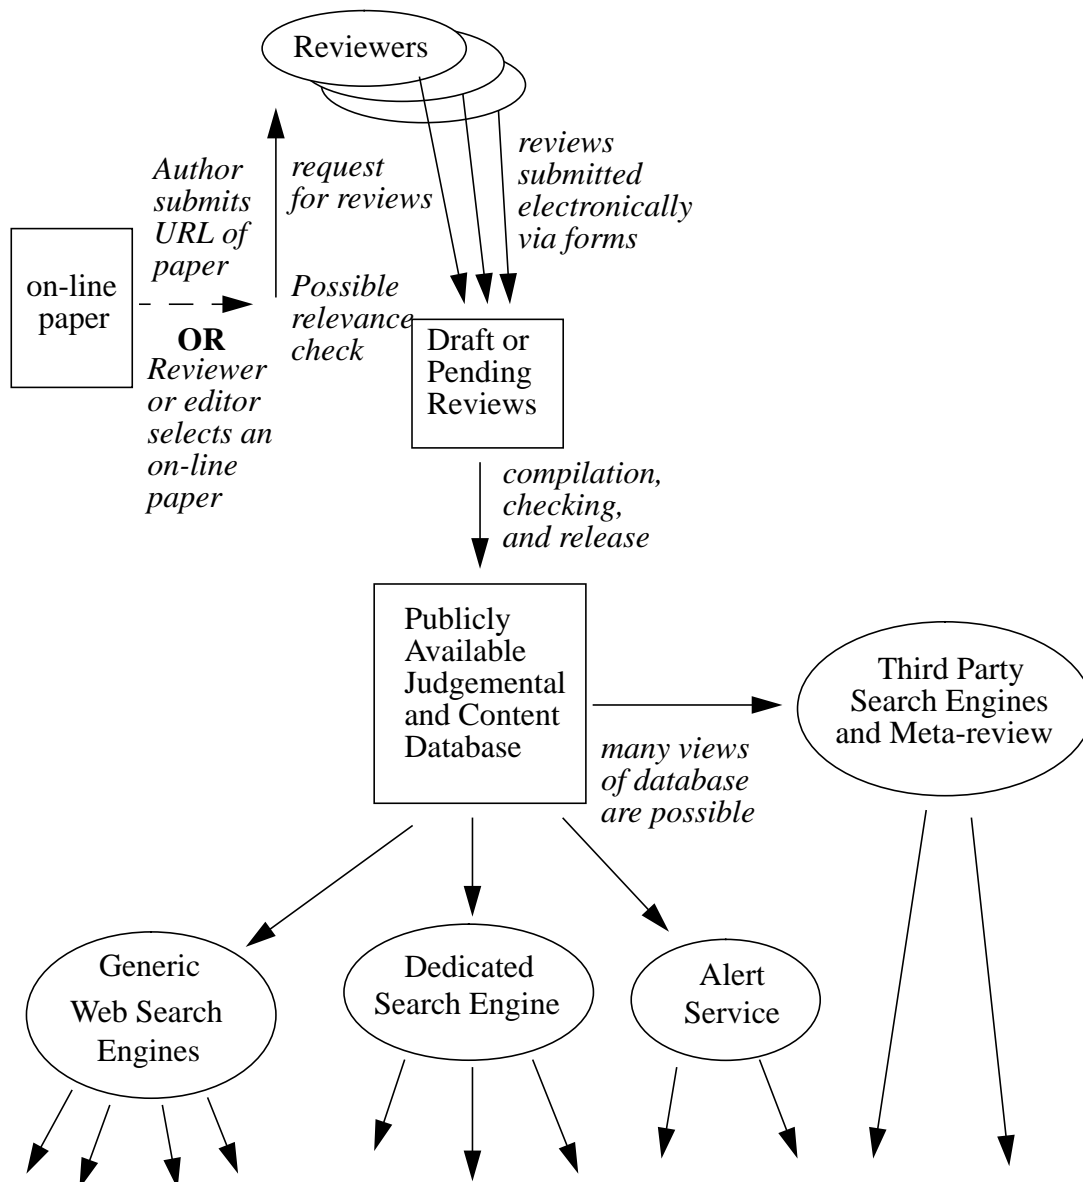 Reviewers
Author
submits
URL of
paper
request
for reviews
reviews
submitted
electronically
via forms
on-line
paper
OR
Reviewer
or editor
selects an
on-line
paper
Possible
relevance
check
Draft or
Pending
Reviews
compilation,
checking,
and release
Publicly
Available
Judgemental
and Content
Database
many views
of database
are possible
Third Party
Search Engines
and Meta-review
Generic
Web Search
Engines
Dedicated
Search Engine
Alert
Service